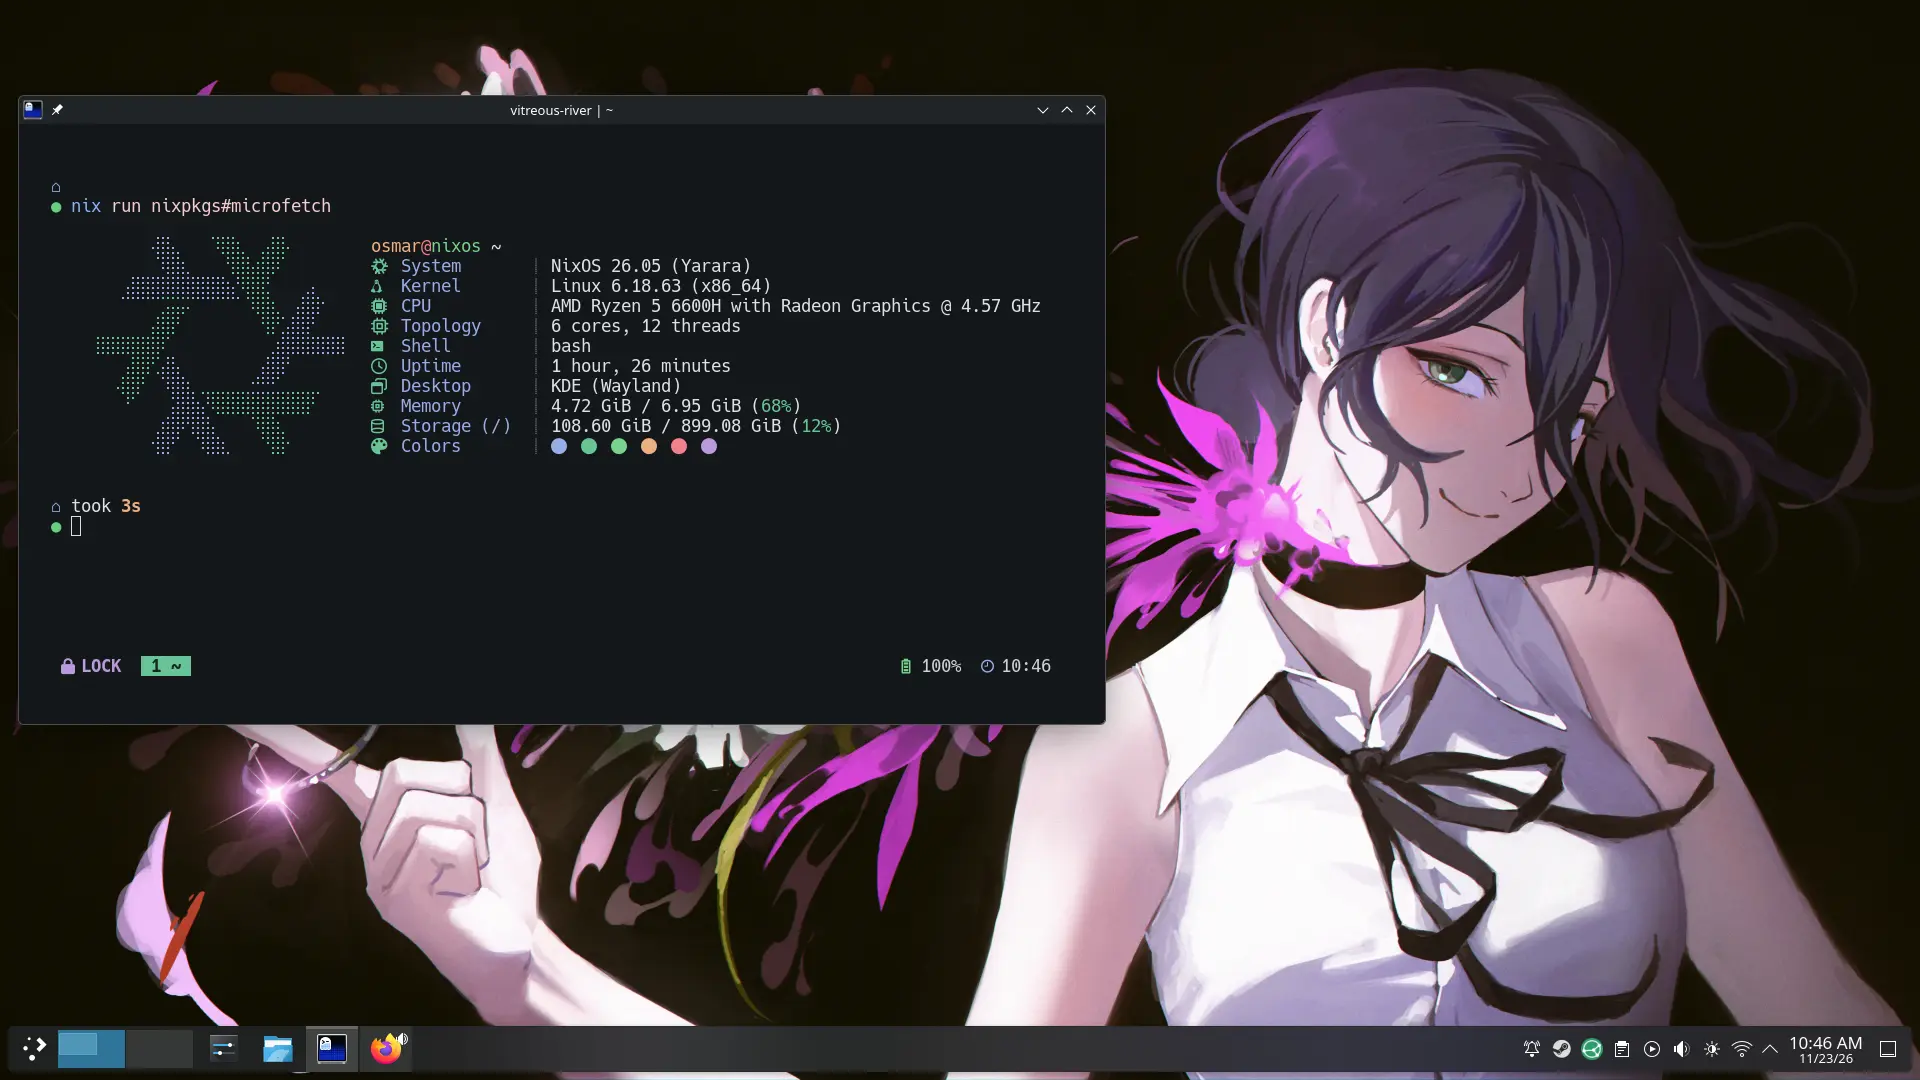 vitreous-river | ~
nix run nixpkgs#microfetch
osmar@nixos ~
System | NixOS 26.05 (Yarara)
Kernel | Linux 6.18.63 (x86_64)
CPU | AMD Ryzen 5 6600H with Radeon Graphics @ 4.57 GHz
Topology | 6 cores, 12 threads
Shell | bash
Uptime | 1 hour, 26 minutes
Desktop | KDE (Wayland)
Memory | 4.72 GiB / 6.95 GiB (68%)
Storage (/) | 108.60 GiB / 899.08 GiB (12%)
Colors |
took 3s
LOCK 1 ~ 100% 10:46
10:46 AM
11/23/26